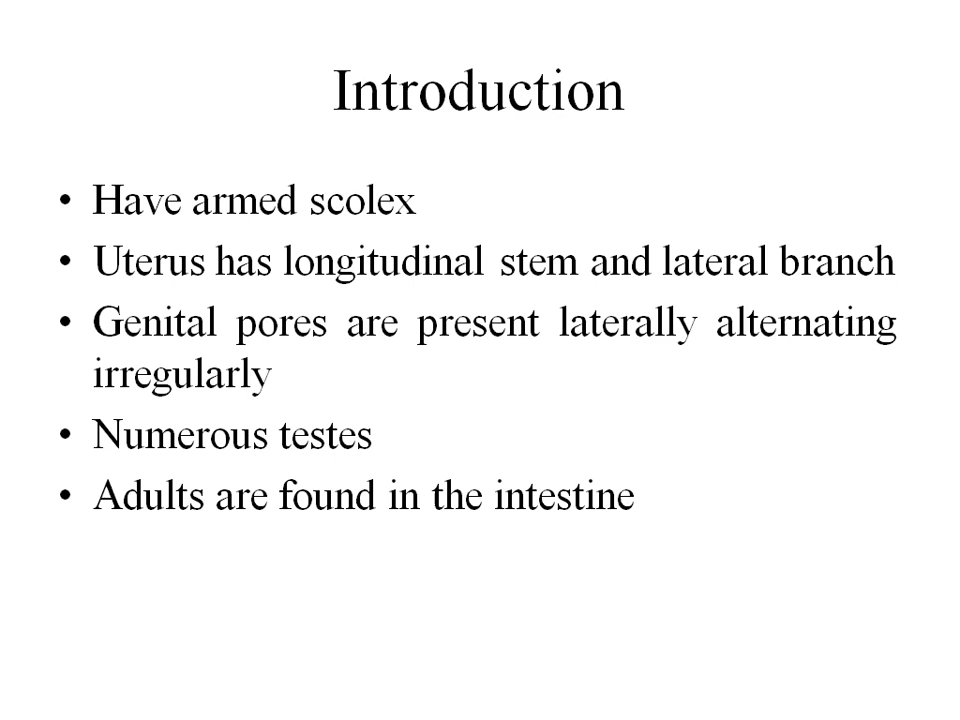 Introduction
• Have armed scolex
• Uterus has longitudinal stem and lateral branch
• Genital pores are present laterally alternating
irregularly
• Numerous testes
• Adults are found in the intestine